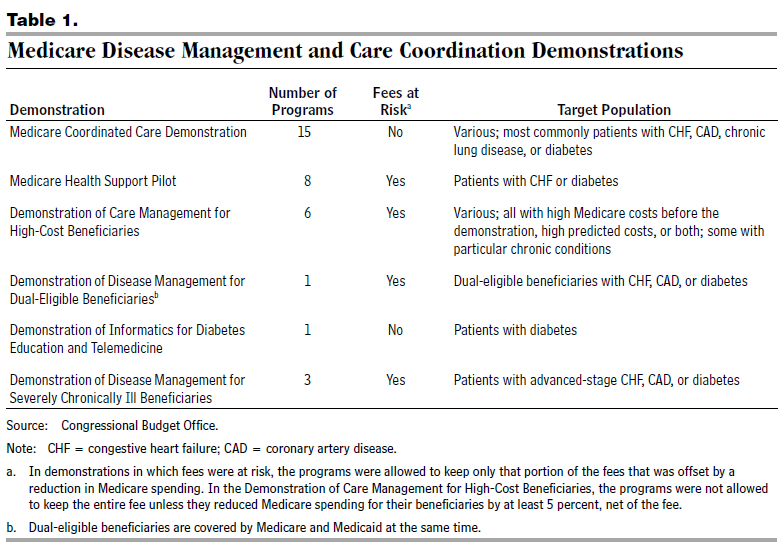 Table 1.
Medicare Disease Management and Care Coordination Demonstrations
Number of Fees at
Demonstration Programs Riskª Target Population
Medicare Coordinated Care Demonstration 15 No Various; most commonly patients with CHF, CAD, chronic
lung disease, or diabetes
Medicare Health Support Pilot 8 Yes Patients with CHF or diabetes
Demonstration of Care Management for 6 Yes Various; all with high Medicare costs before the
High-Cost Beneficiaries demonstration, high predicted costs, or both; some with
particular chronic conditions
Demonstration of Disease Management for 1 Yes Dual-eligible beneficiaries with CHF, CAD, or diabetes
Dual-Eligible Beneficiariesᵇ
Demonstration of Informatics for Diabetes 1 No Patients with diabetes
Education and Telemedicine
Demonstration of Disease Management for 3 Yes Patients with advanced-stage CHF, CAD, or diabetes
Severely Chronically Ill Beneficiaries
Source: Congressional Budget Office.
Note: CHF = congestive heart failure; CAD = coronary artery disease.
a. In demonstrations in which fees were at risk, the programs were allowed to keep only that portion of the fees that was offset by a
reduction in Medicare spending. In the Demonstration of Care Management for High-Cost Beneficiaries, the programs were not allowed
to keep the entire fee unless they reduced Medicare spending for their beneficiaries by at least 5 percent, net of the fee.
b. Dual-eligible beneficiaries are covered by Medicare and Medicaid at the same time.